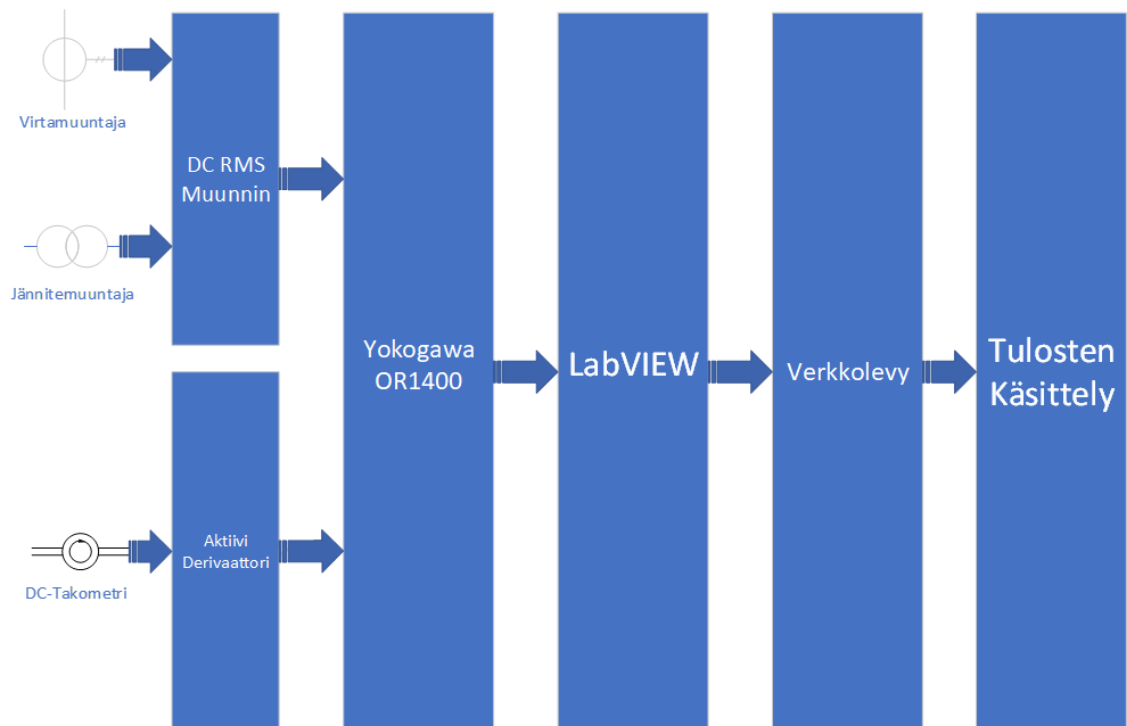 Virtamuuntaja
Jännitemuuntaja
DC-Takometri
DC RMS
Muunnin
Aktiivi
Derivaattori
Yokogawa
OR1400
LabVIEW
Verkkolevy
Tulosten
Käsittely